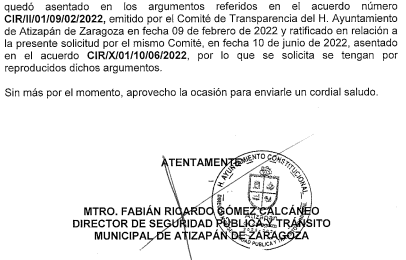 quedó asentado en los argumentos referidos en el acuerdo número
CIR/II/01/09/02/2022, emitido por el Comité de Transparencia del H. Ayuntamiento
de Atizapán de Zaragoza en fecha 09 de febrero de 2022 y ratificado en relación a
la presente solicitud por el mismo Comité, en fecha 10 de junio de 2022, asentado
en el acuerdo CIR/X/01/10/06/2022, por lo que se solicita se tengan por
reproducidos dichos argumentos.
Sin más por el momento, aprovecho la ocasión para enviarle un cordial saludo.
ATENTAMENTE
H. AYUNTAMIENTO CONSTITUCIONAL
Atizapán
MTRO. FABIÁN RICARDO GÓMEZ CALCÁNEO
DIRECTOR DE SEGURIDAD PÚBLICA Y TRÁNSITO
MUNICIPAL DE ATIZAPÁN DE ZARAGOZA